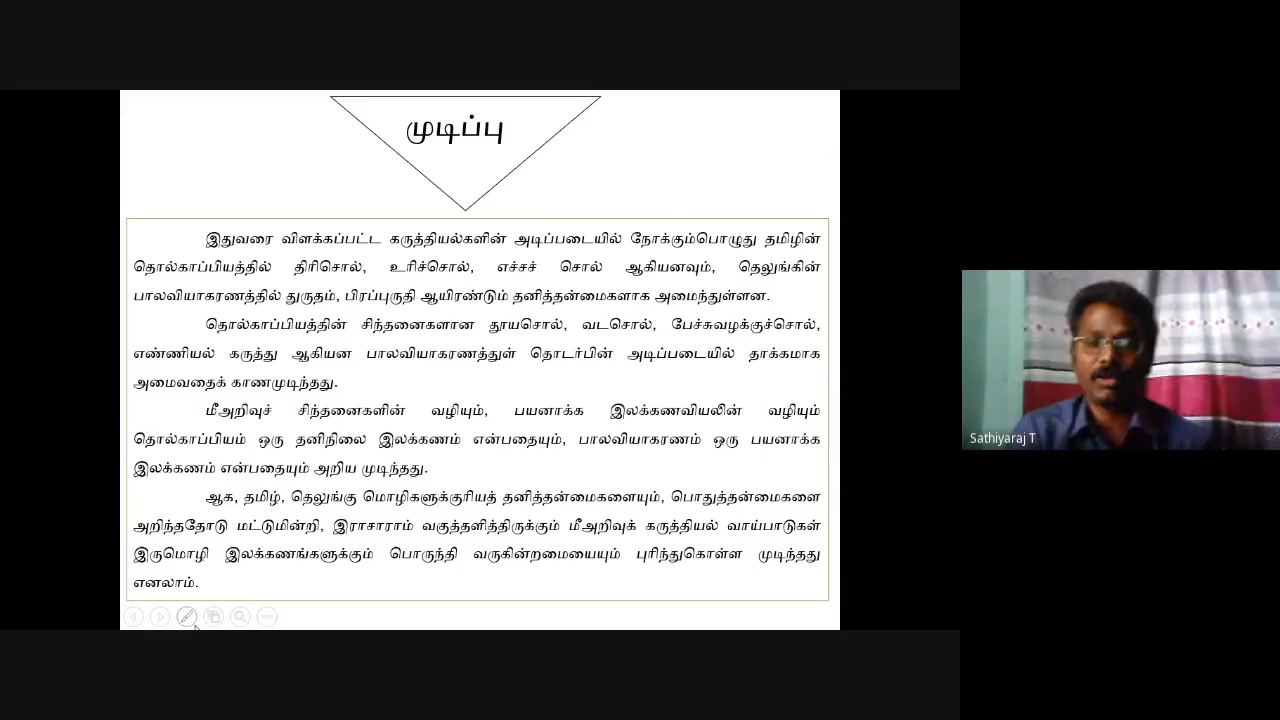 முடிப்பு
இதுவரை விளக்கப்பட்ட கருத்தியல்களின் அடிப்படையில் நோக்கும்பொழுது தமிழின்
தொல்காப்பியத்தில் திரிசொல், உரிச்சொல், எச்சச் சொல் ஆகியனவும், தெலுங்கின்
பாலவியாகரணத்தில் துருதம், பிரப்புருதி ஆயிரண்டும் தனித்தன்மைகளாக அமைந்துள்ளன.
தொல்காப்பியத்தின் சிந்தனைகளான தூயசொல், வடசொல், பேச்சுவழக்குச்சொல்,
எண்ணியல் கருத்து ஆகியன பாலவியாகரணத்துள் தொடர்பின் அடிப்படையில் தாக்கமாக
அமைவதைக் காணமுடிந்தது.
மீஅறிவுச் சிந்தனைகளின் வழியும், பயனாக்க இலக்கணவியலின் வழியும்
தொல்காப்பியம் ஒரு தனிநிலை இலக்கணம் என்பதையும், பாலவியாகரணம் ஒரு பயனாக்க
இலக்கணம் என்பதையும் அறிய முடிந்தது.
ஆக, தமிழ், தெலுங்கு மொழிகளுக்குரியத் தனித்தன்மைகளையும், பொதுத்தன்மைகளை
அறிந்ததோடு மட்டுமின்றி, இராசாராம் வகுத்தளித்திருக்கும் மீஅறிவுக் கருத்தியல் வாய்பாடுகள்
இருமொழி இலக்கணங்களுக்கும் பொருந்தி வருகின்றமையையும் புரிந்துகொள்ள முடிந்தது
எனலாம்.
Sathiyaraj T